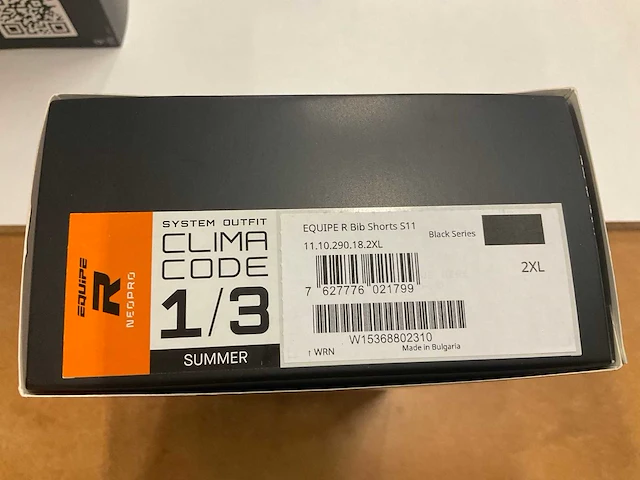 EQUIPE
R
NEOPRO
SYSTEM OUTFIT
CLIMA
CODE
1/3
SUMMER
EQUIPE R Bib Shorts S11
Black Series
11.10.290.18.2XL
2XL
7 627776 021799
W15368802310
↑ WRN
Made in Bulgaria